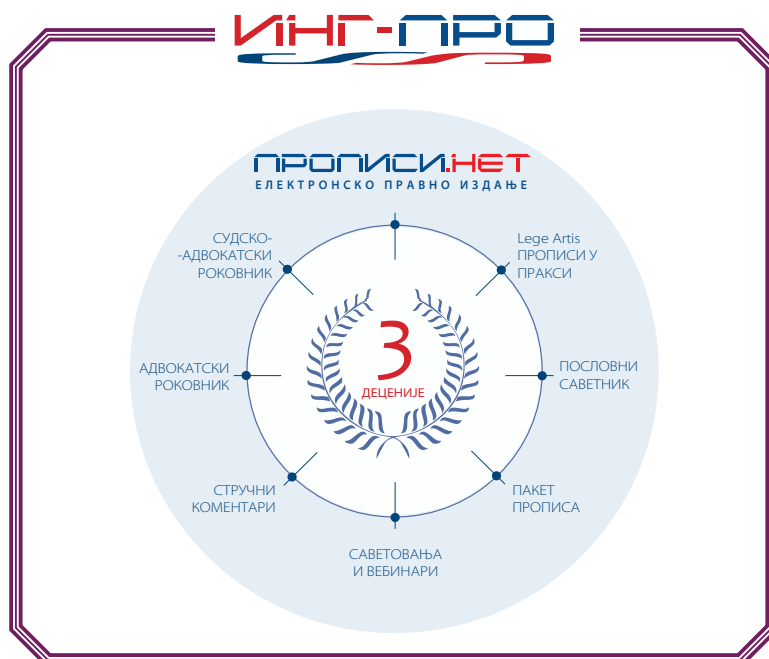 ИНГ-ПРО
ПРОПИСИ.НЕТ
ЕЛЕКТРОНСКО ПРАВНО ИЗДАЊЕ
СУДСКО-
-АДВОКАТСКИ
РОКОВНИК
Lege Artis
ПРОПИСИ У
ПРАКСИ
АДВОКАТСКИ
РОКОВНИК
3
ДЕЦЕНИЈЕ
ПОСЛОВНИ
САВЕТНИК
СТРУЧНИ
КОМЕНТАРИ
ПАКЕТ
ПРОПИСА
САВЕТОВАЊА
И ВЕБИНАРИ